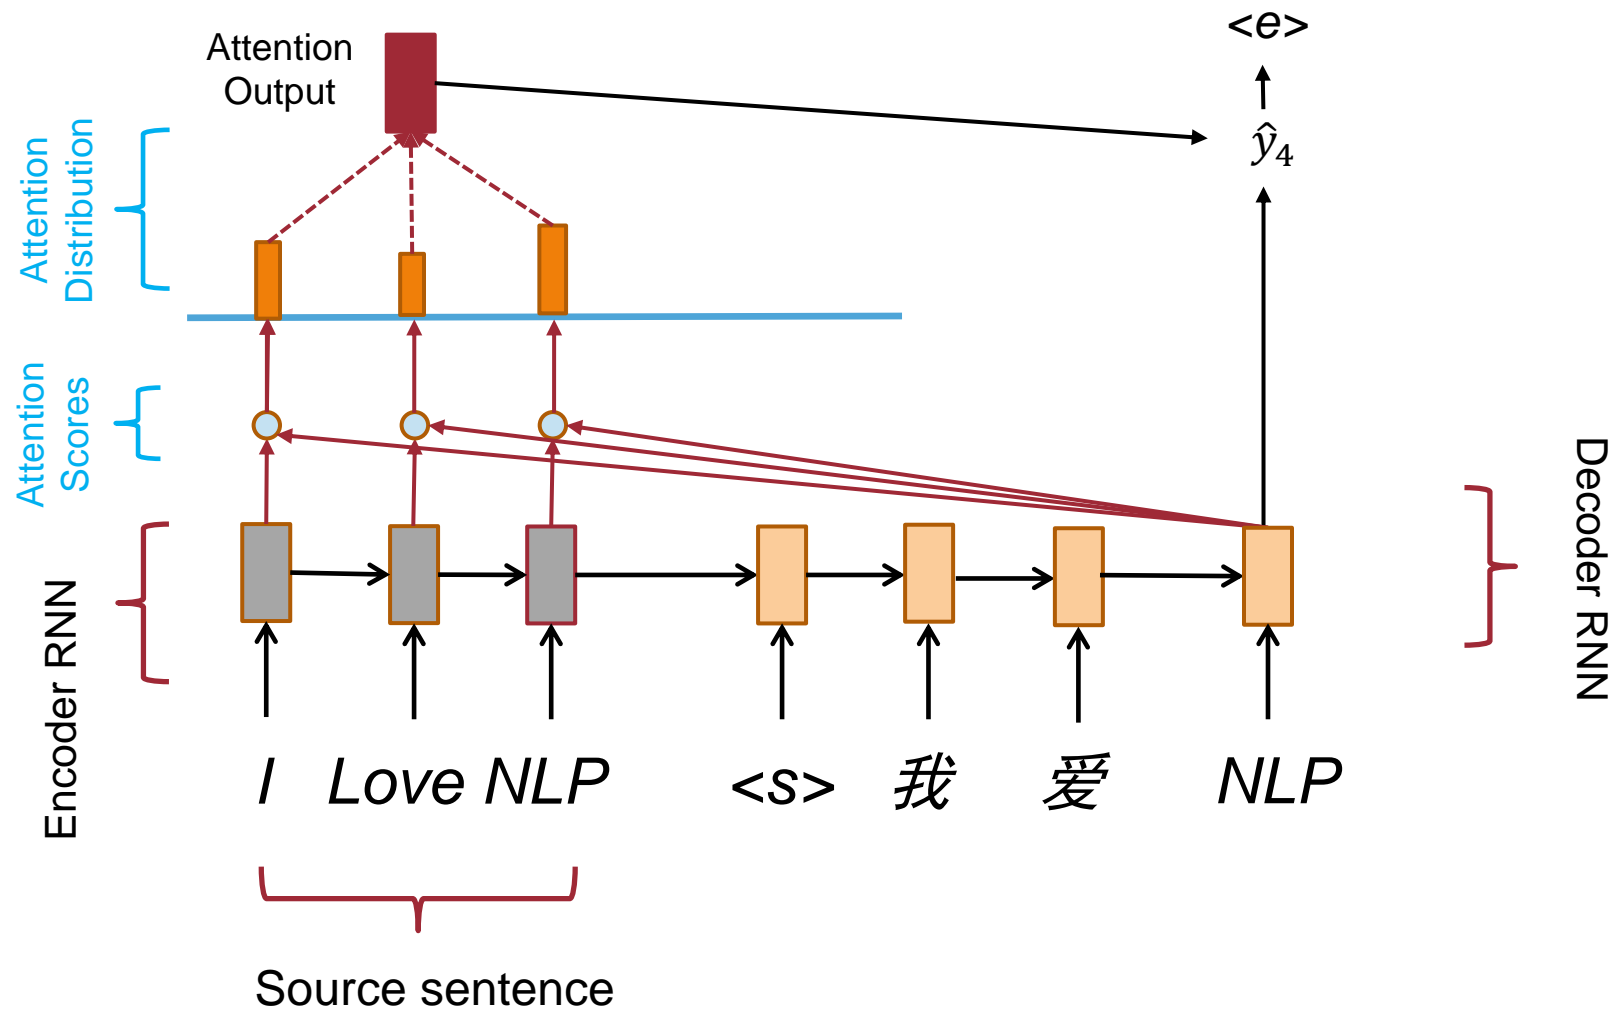 Attention
Output
<e>
Attention
Distribution
ŷ₄
Attention
Scores
Encoder RNN
Decoder RNN
I Love NLP <s> 我 爱 NLP
Source sentence